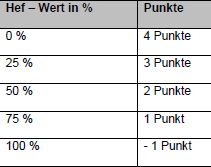 Hef – Wert in % Punkte
0 % 4 Punkte
25 % 3 Punkte
50 % 2 Punkte
75 % 1 Punkt
100 % - 1 Punkt